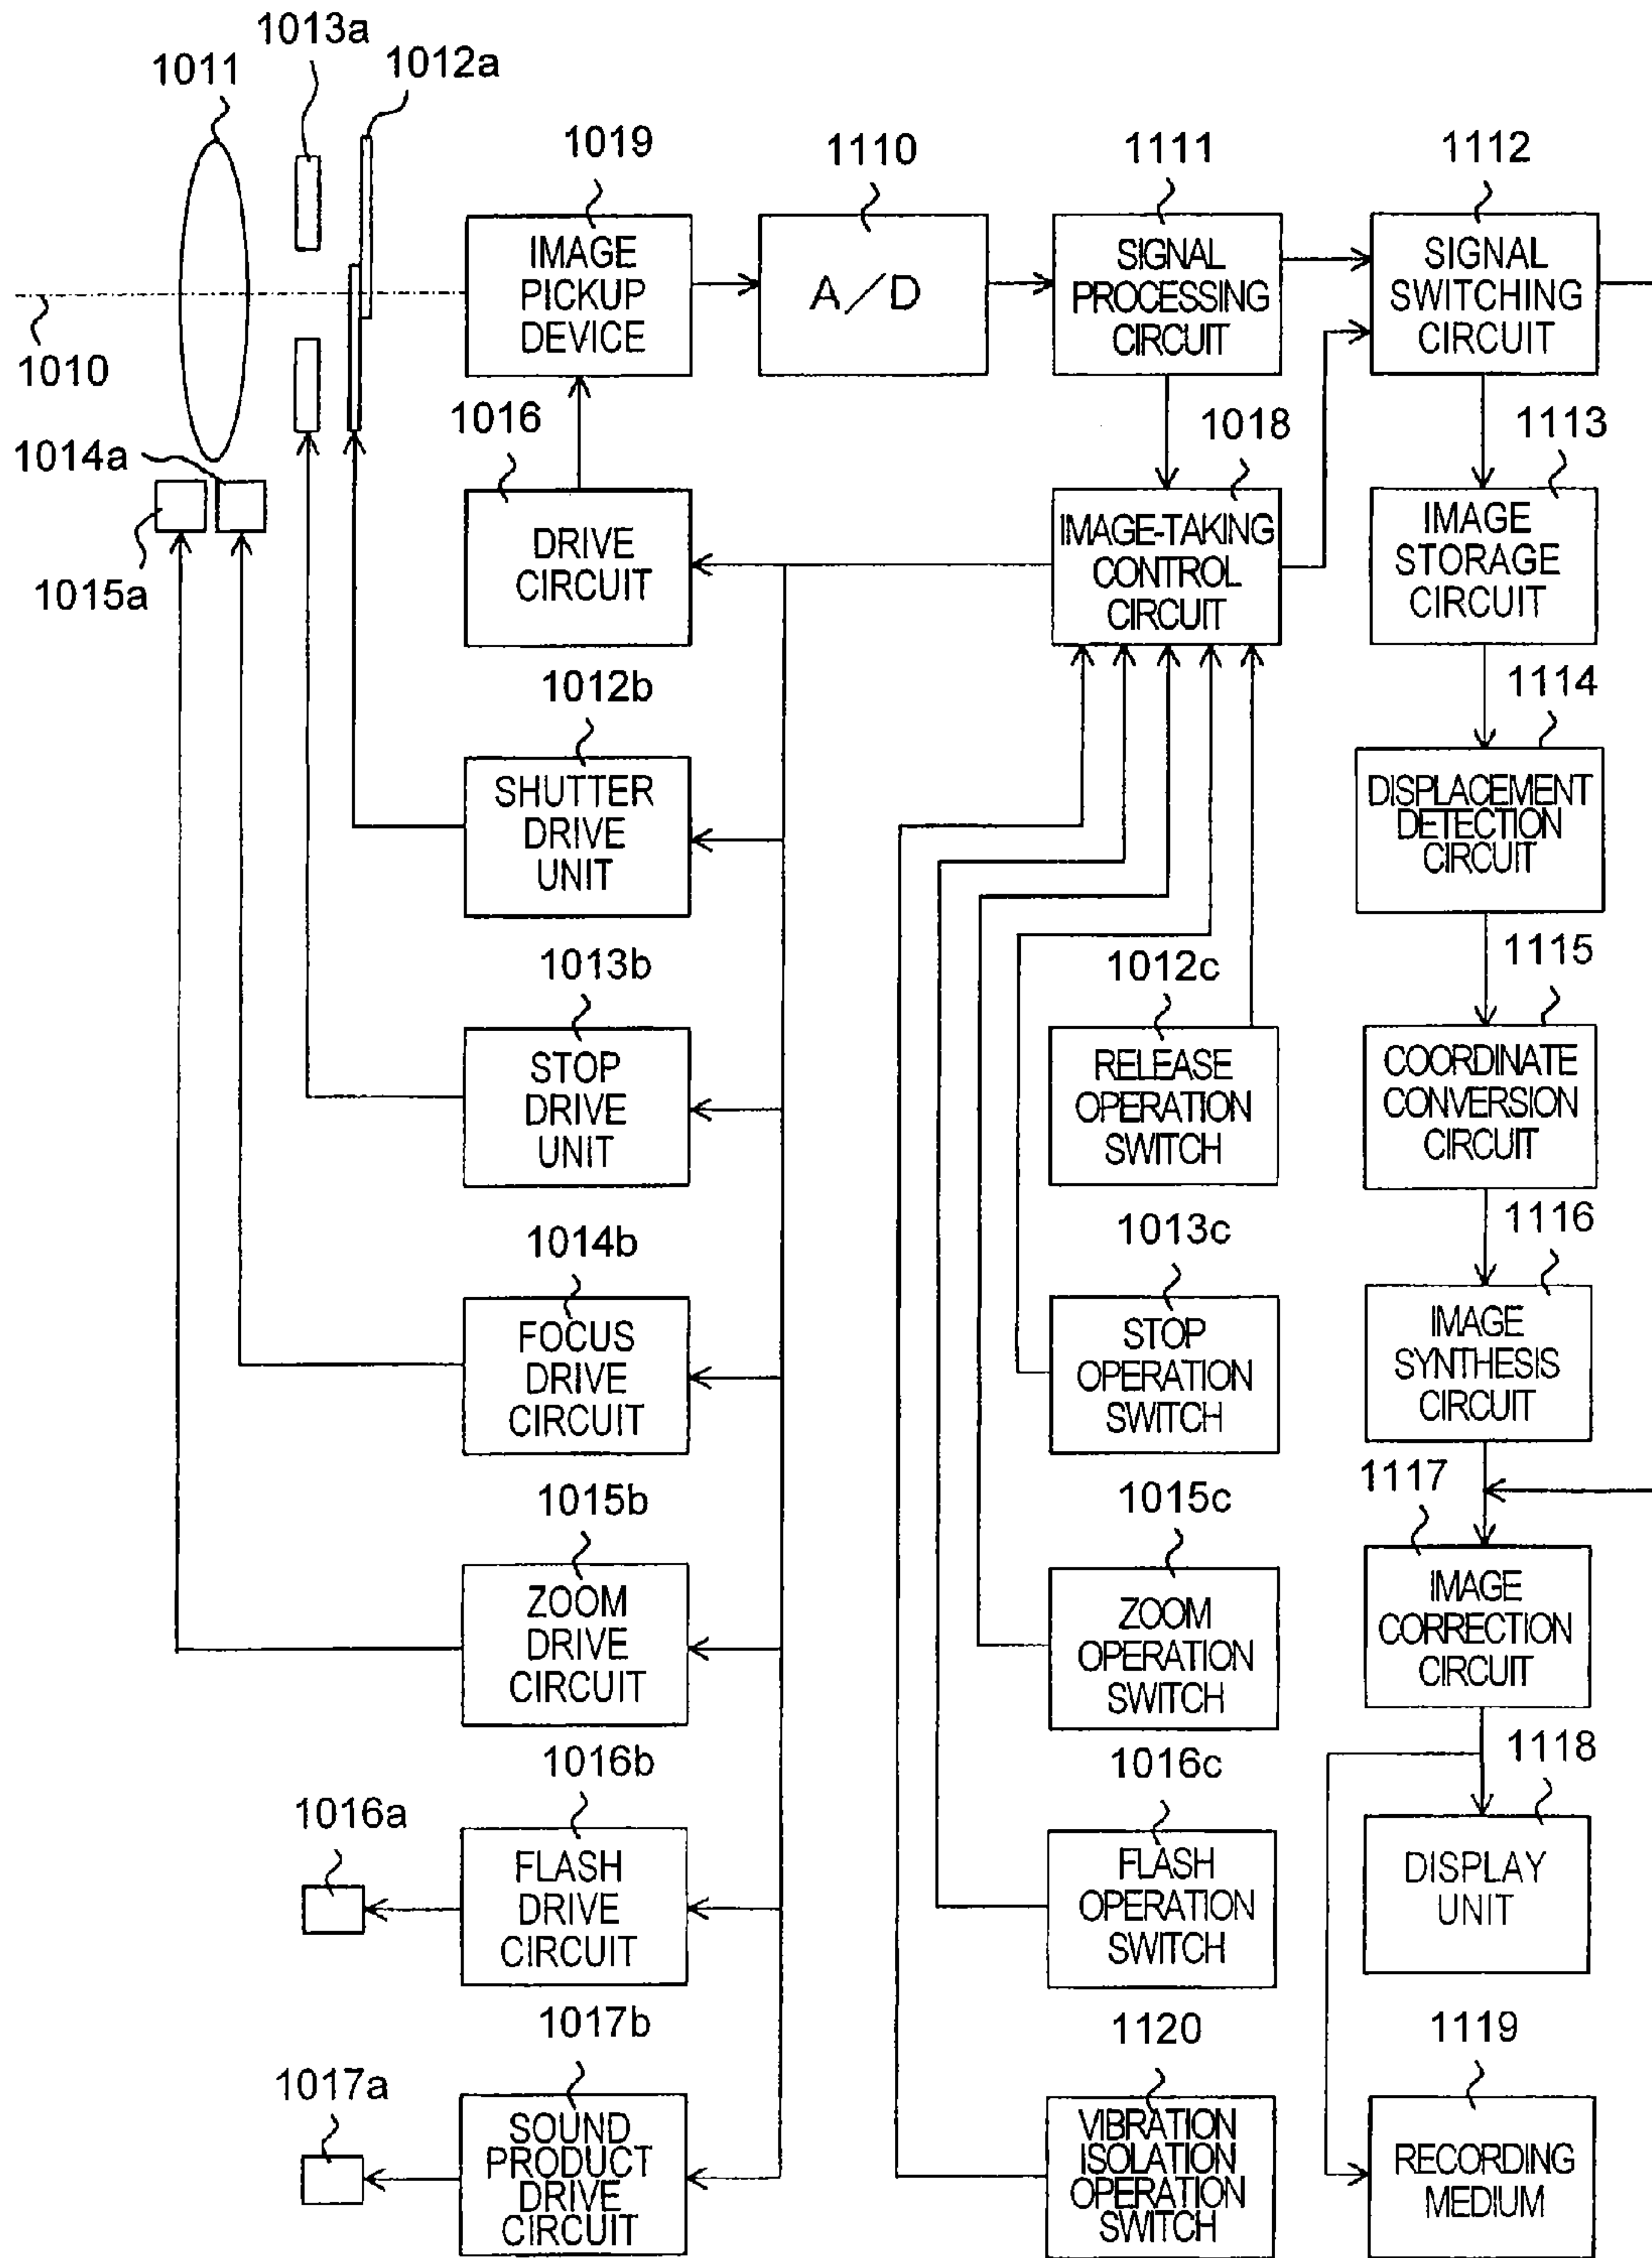 1013a
1011
1012a
1019
1110
1111
1112
IMAGE
PICKUP
DEVICE
A/D
SIGNAL
PROCESSING
CIRCUIT
SIGNAL
SWITCHING
CIRCUIT
1010
1016
1018
1113
1014a
1015a
DRIVE
CIRCUIT
IMAGE-TAKING
CONTROL
CIRCUIT
IMAGE
STORAGE
CIRCUIT
1012b
1114
SHUTTER
DRIVE
UNIT
DISPLACEMENT
DETECTION
CIRCUIT
1013b
1012c
1115
STOP
DRIVE
UNIT
RELEASE
OPERATION
SWITCH
COORDINATE
CONVERSION
CIRCUIT
1014b
1013c
1116
FOCUS
DRIVE
CIRCUIT
STOP
OPERATION
SWITCH
IMAGE
SYNTHESIS
CIRCUIT
1015b
1015c
1117
ZOOM
DRIVE
CIRCUIT
ZOOM
OPERATION
SWITCH
IMAGE
CORRECTION
CIRCUIT
1016b
1016c
1118
1016a
FLASH
DRIVE
CIRCUIT
FLASH
OPERATION
SWITCH
DISPLAY
UNIT
1017b
1120
1119
1017a
SOUND
PRODUCT
DRIVE
CIRCUIT
VIBRATION
ISOLATION
OPERATION
SWITCH
RECORDING
MEDIUM